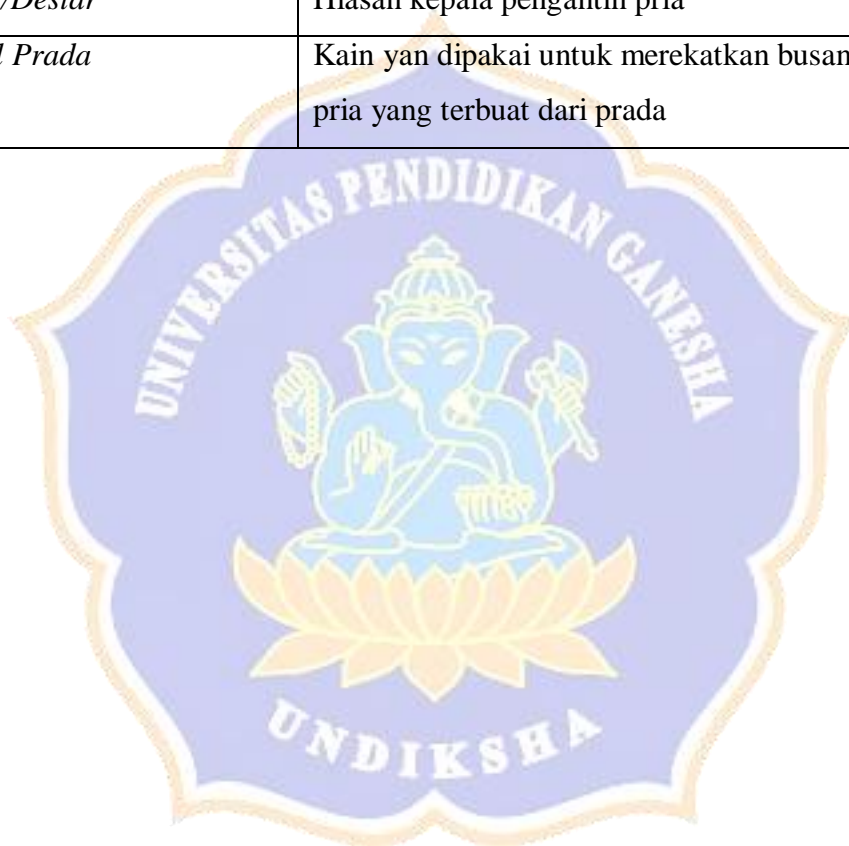 /Destar Hiasan kepala pengantin pria
Prada Kain yan dipakai untuk merekatkan busan
pria yang terbuat dari prada
UNIVERSITAS PENDIDIKAN GANESHA
UNDIKSHA